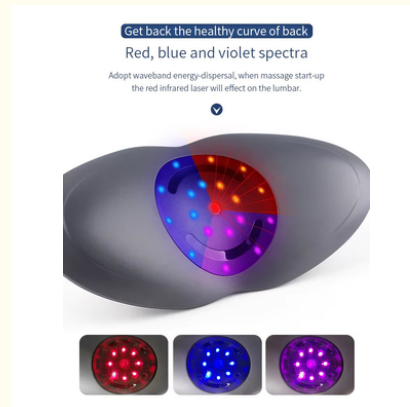 Get back the healthy curve of back
Red, blue and violet spectra
Adopt waveband energy-dispersal, when massage start-up
the red infrared laser will effect on the lumbar.